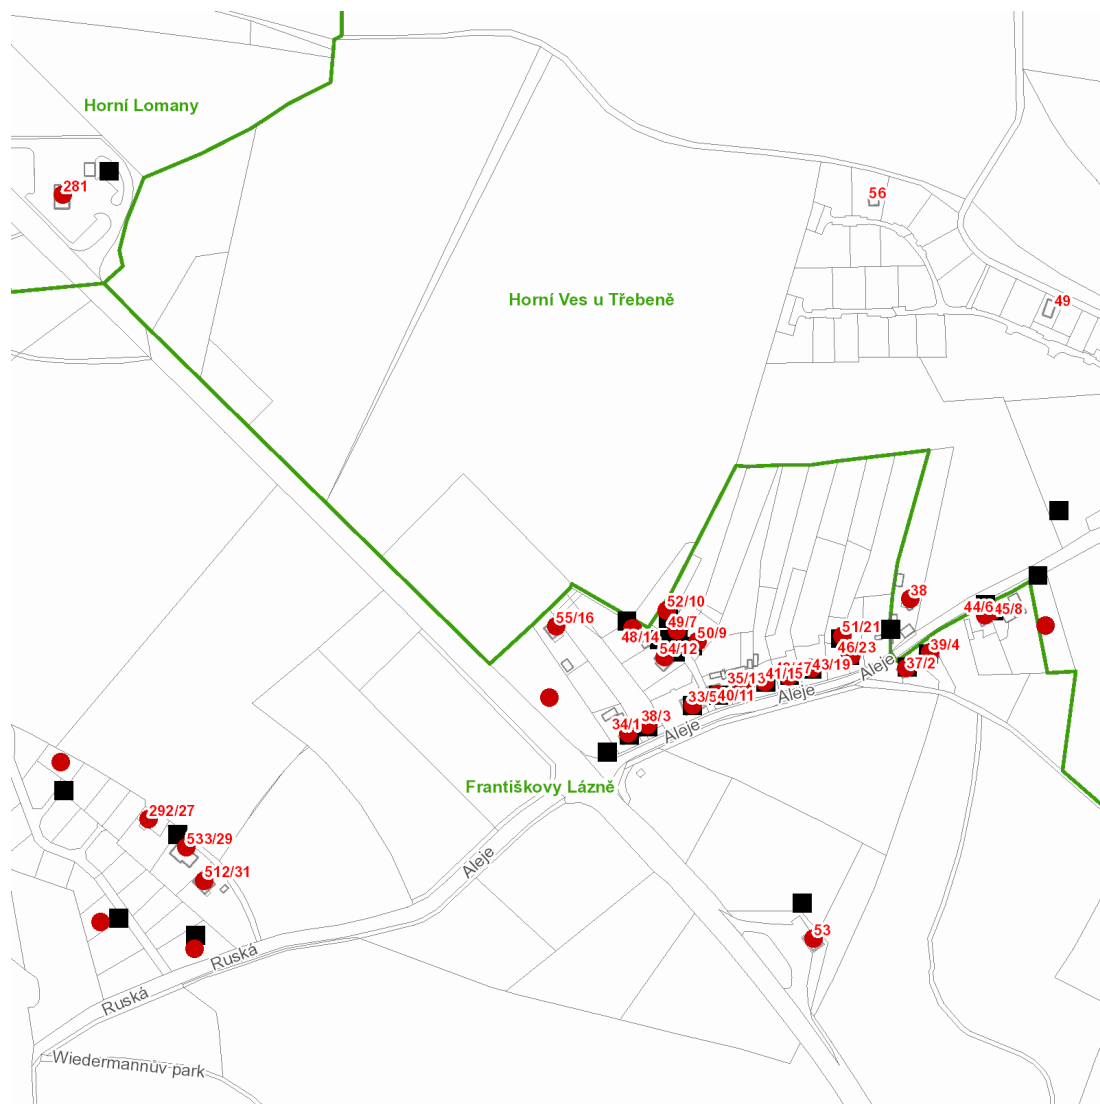 Horní Lomany
281
56
Horní Ves u Třebeně
49
38
52/10
44/6
45/8
55/16
49/7
48/14
50/9
51/21
54/12
46/23
39/4
Aleje
43/19
37/2
41/15
35/13
33/5
40/11
Aleje
38/3
34/1
Aleje
Františkovy Lázně
292/27
533/29
Aleje
512/31
53
Ruská
Ruská
Wiedermannův park